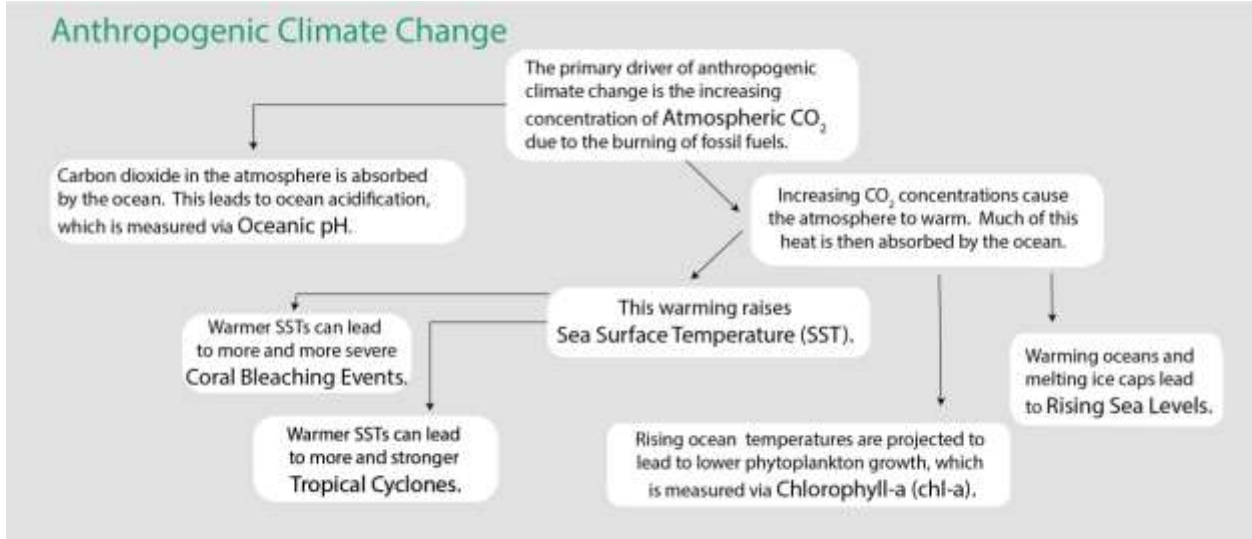 Anthropogenic Climate Change
The primary driver of anthropogenic
climate change is the increasing
concentration of Atmospheric CO₂
due to the burning of fossil fuels.
Carbon dioxide in the atmosphere is absorbed
by the ocean. This leads to ocean acidification,
which is measured via Oceanic pH.
Increasing CO₂ concentrations cause
the atmosphere to warm. Much of this
heat is then absorbed by the ocean.
This warming raises
Sea Surface Temperature (SST).
Warmer SSTs can lead
to more and more severe
Coral Bleaching Events.
Warmer SSTs can lead
to more and stronger
Tropical Cyclones.
Rising ocean temperatures are projected to
lead to lower phytoplankton growth, which
is measured via Chlorophyll-a (chl-a).
Warming oceans and
melting ice caps lead
to Rising Sea Levels.